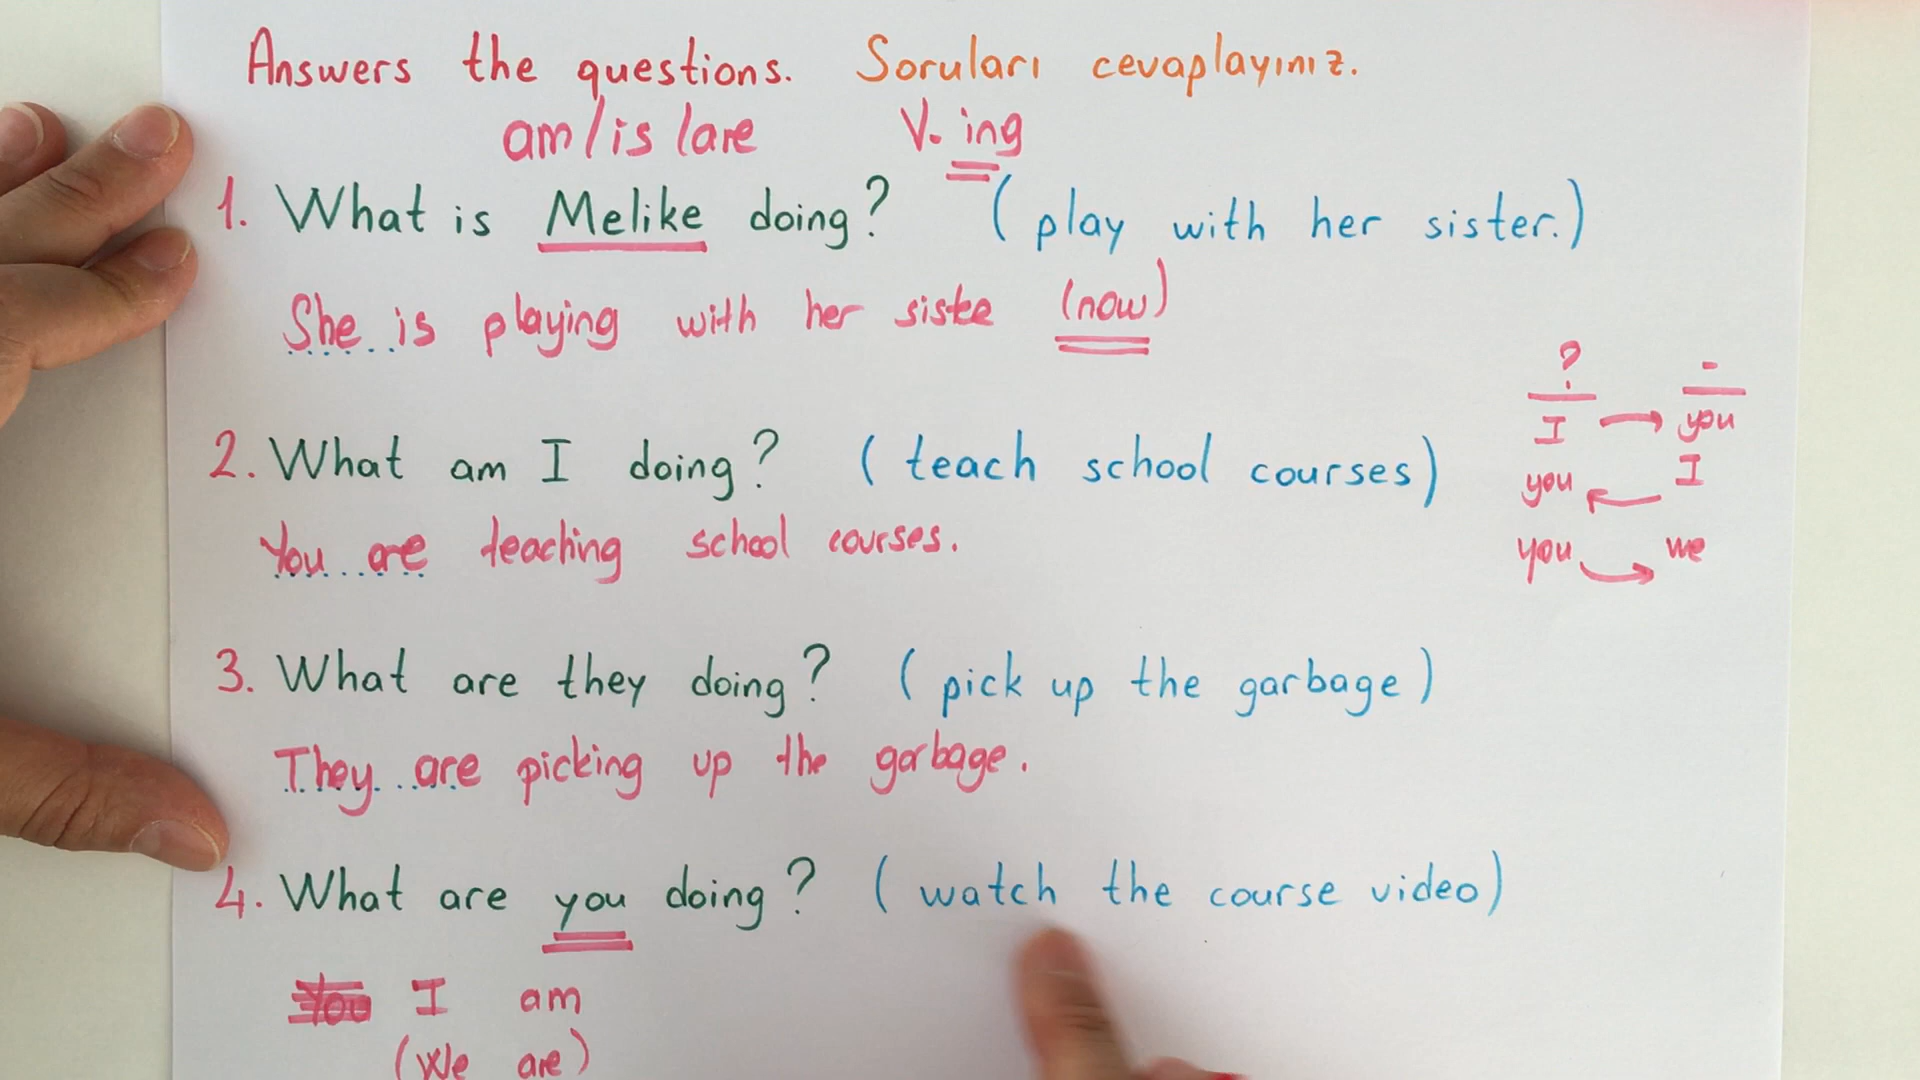 Answers the questions. Soruları cevaplayınız.
am/is/are V. ing
1. What is Melike doing? (play with her sister.)
She is playing with her siste (now)
? -
I you
2. What am I doing? (teach school courses)
you I
You are teaching school courses.
you we
3. What are they doing? (pick up the garbage)
They are picking up the garbage.
4. What are you doing? (watch the course video)
You I am
(We are)